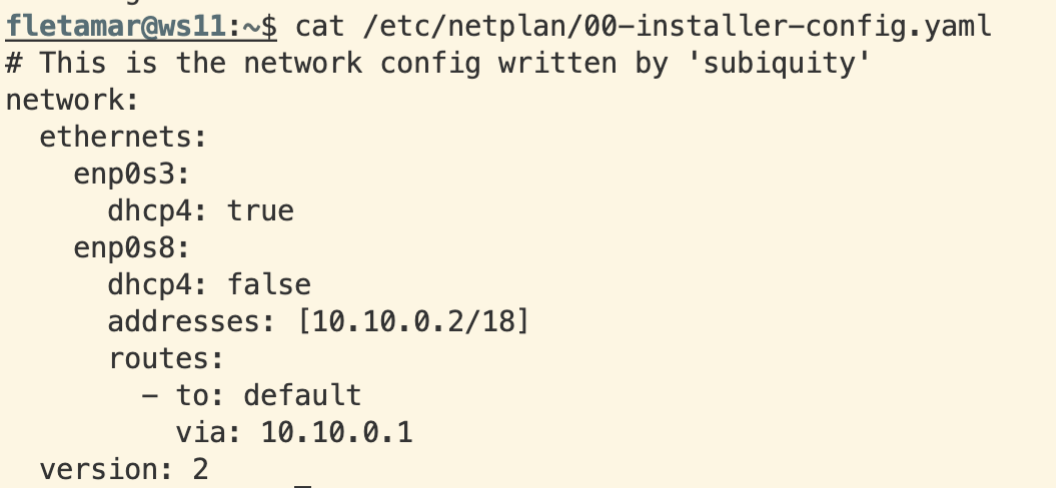 fletamar@ws11:~$ cat /etc/netplan/00-installer-config.yaml
# This is the network config written by 'subiquity'
network:
  ethernets:
    enp0s3:
      dhcp4: true
    enp0s8:
      dhcp4: false
      addresses: [10.10.0.2/18]
      routes:
        - to: default
          via: 10.10.0.1
  version: 2